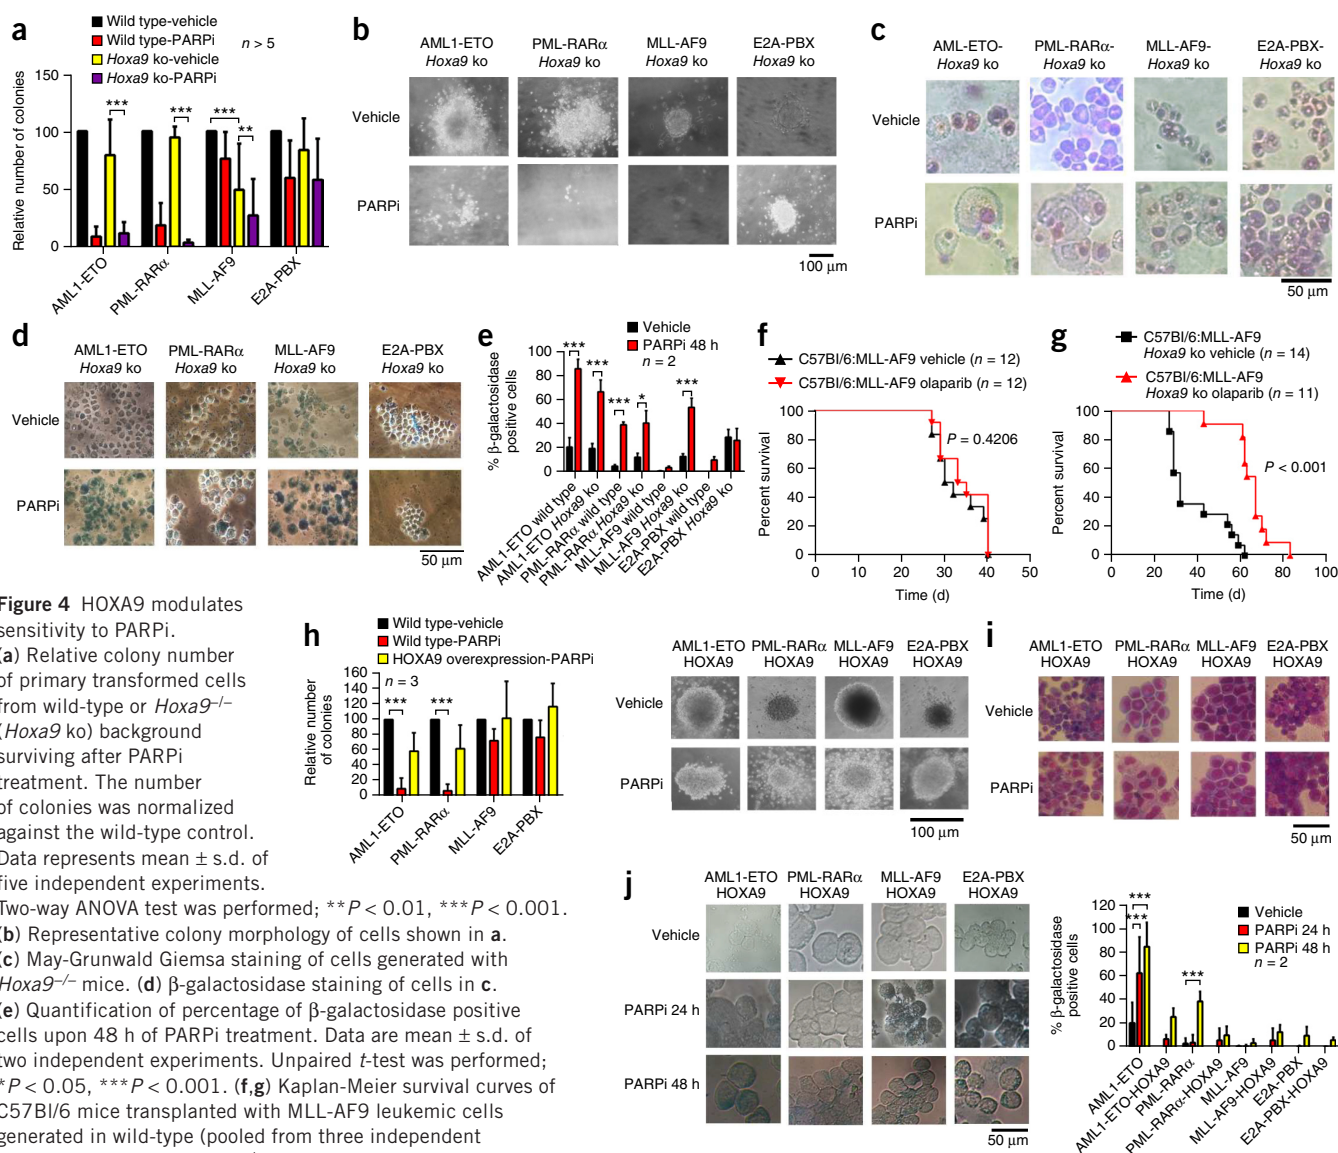 a
Wild type-vehicle
Wild type-PARPi
Hoxa9 ko-vehicle
Hoxa9 ko-PARPi
n > 5
Relative number of colonies
150
100
50
0
***
***
***
**
AML1-ETO
PML-RARα
MLL-AF9
E2A-PBX
b
AML1-ETO
Hoxa9 ko
PML-RARα
Hoxa9 ko
MLL-AF9
Hoxa9 ko
E2A-PBX
Hoxa9 ko
Vehicle
PARPi
100 μm
c
AML-ETO-
Hoxa9 ko
PML-RARα-
Hoxa9 ko
MLL-AF9-
Hoxa9 ko
E2A-PBX-
Hoxa9 ko
Vehicle
PARPi
50 μm
d
AML1-ETO
Hoxa9 ko
PML-RARα
Hoxa9 ko
MLL-AF9
Hoxa9 ko
E2A-PBX
Hoxa9 ko
Vehicle
PARPi
50 μm
e
Vehicle
PARPi 48 h
n = 2
% β-galactosidase
positive cells
100
80
60
40
20
0
***
***
***
*
***
AML1-ETO wild type
AML1-ETO Hoxa9 ko
PML-RARα wild type
PML-RARα Hoxa9 ko
MLL-AF9 wild type
MLL-AF9 Hoxa9 ko
E2A-PBX wild type
E2A-PBX Hoxa9 ko
f
C57Bl/6:MLL-AF9 vehicle (n = 12)
C57Bl/6:MLL-AF9 olaparib (n = 12)
Percent survival
100
80
60
40
20
0
P = 0.4206
0 10 20 30 40 50
Time (d)
g
C57Bl/6:MLL-AF9
Hoxa9 ko vehicle (n = 14)
C57Bl/6:MLL-AF9
Hoxa9 ko olaparib (n = 11)
Percent survival
100
80
60
40
20
0
P < 0.001
0 20 40 60 80 100
Time (d)
Figure 4 HOXA9 modulates
sensitivity to PARPi.
(a) Relative colony number
of primary transformed cells
from wild-type or Hoxa9−/−
(Hoxa9 ko) background
surviving after PARPi
treatment. The number
of colonies was normalized
against the wild-type control.
Data represents mean ± s.d. of
five independent experiments.
Two-way ANOVA test was performed; **P < 0.01, ***P < 0.001.
(b) Representative colony morphology of cells shown in a.
(c) May-Grunwald Giemsa staining of cells generated with
Hoxa9−/− mice. (d) β-galactosidase staining of cells in c.
(e) Quantification of percentage of β-galactosidase positive
cells upon 48 h of PARPi treatment. Data are mean ± s.d. of
two independent experiments. Unpaired t-test was performed;
*P < 0.05, ***P < 0.001. (f,g) Kaplan-Meier survival curves of
C57Bl/6 mice transplanted with MLL-AF9 leukemic cells
generated in wild-type (pooled from three independent
h
Wild type-vehicle
Wild type-PARPi
HOXA9 overexpression-PARPi
n = 3
Relative number
of colonies
160
140
120
100
80
60
40
20
0
***
***
AML1-ETO
PML-RARα
MLL-AF9
E2A-PBX
AML1-ETO
HOXA9
PML-RARα
HOXA9
MLL-AF9
HOXA9
E2A-PBX
HOXA9
Vehicle
PARPi
100 μm
i
AML1-ETO
HOXA9
PML-RARα
HOXA9
MLL-AF9
HOXA9
E2A-PBX
HOXA9
Vehicle
PARPi
50 μm
j
AML1-ETO
HOXA9
PML-RARα
HOXA9
MLL-AF9
HOXA9
E2A-PBX
HOXA9
Vehicle
PARPi 24 h
PARPi 48 h
50 μm
Vehicle
PARPi 24 h
PARPi 48 h
n = 2
% β-galactosidase
positive cells
120
100
80
60
40
20
0
***
***
***
AML1-ETO
AML1-ETO-HOXA9
PML-RARα
PML-RARα-HOXA9
MLL-AF9
MLL-AF9-HOXA9
E2A-PBX
E2A-PBX-HOXA9